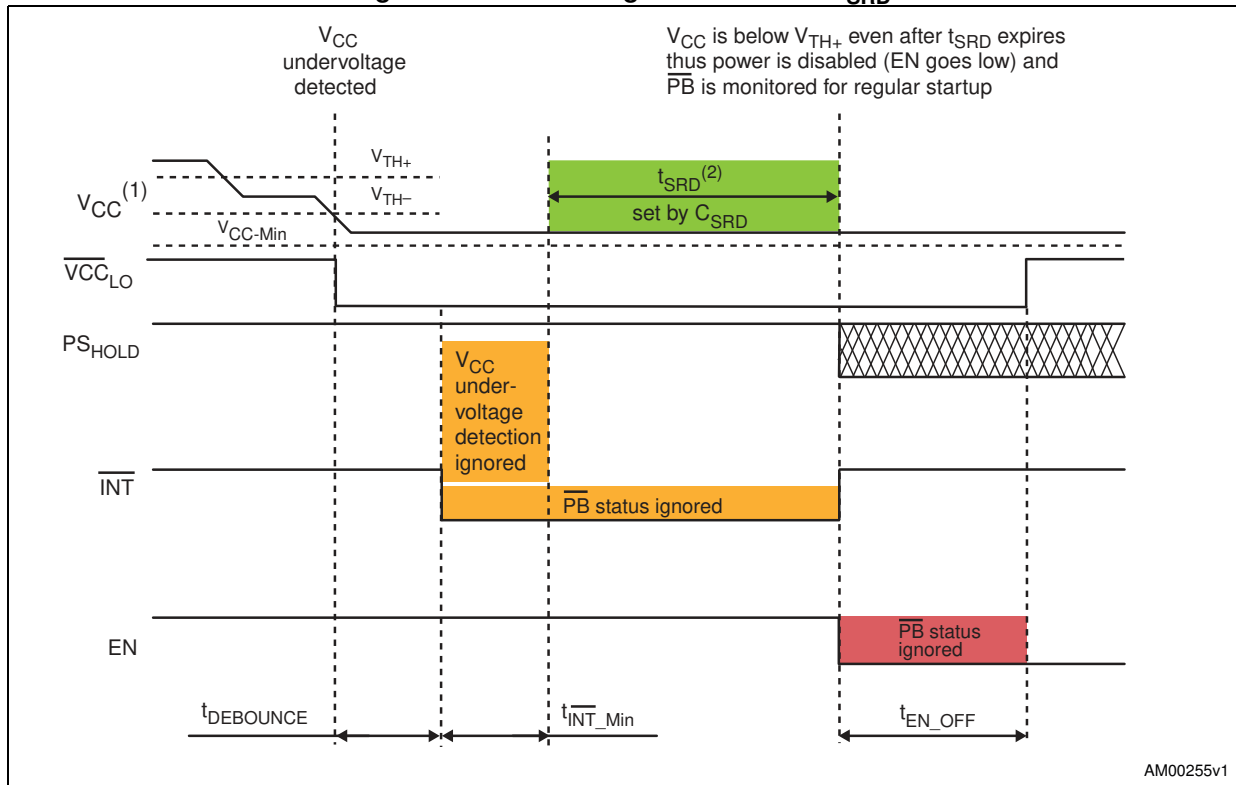 SRD
VCC
undervoltage
detected
VCC is below VTH+ even after tSRD expires
thus power is disabled (EN goes low) and
PB is monitored for regular startup
VTH+
tSRD(2)
VCC(1)
VTH–
set by CSRD
VCC-Min
VCCLO
PSHOLD
VCC
under-
voltage
detection
ignored
INT
PB status ignored
EN
PB status
ignored
tDEBOUNCE
tINT_Min
tEN_OFF
AM00255v1